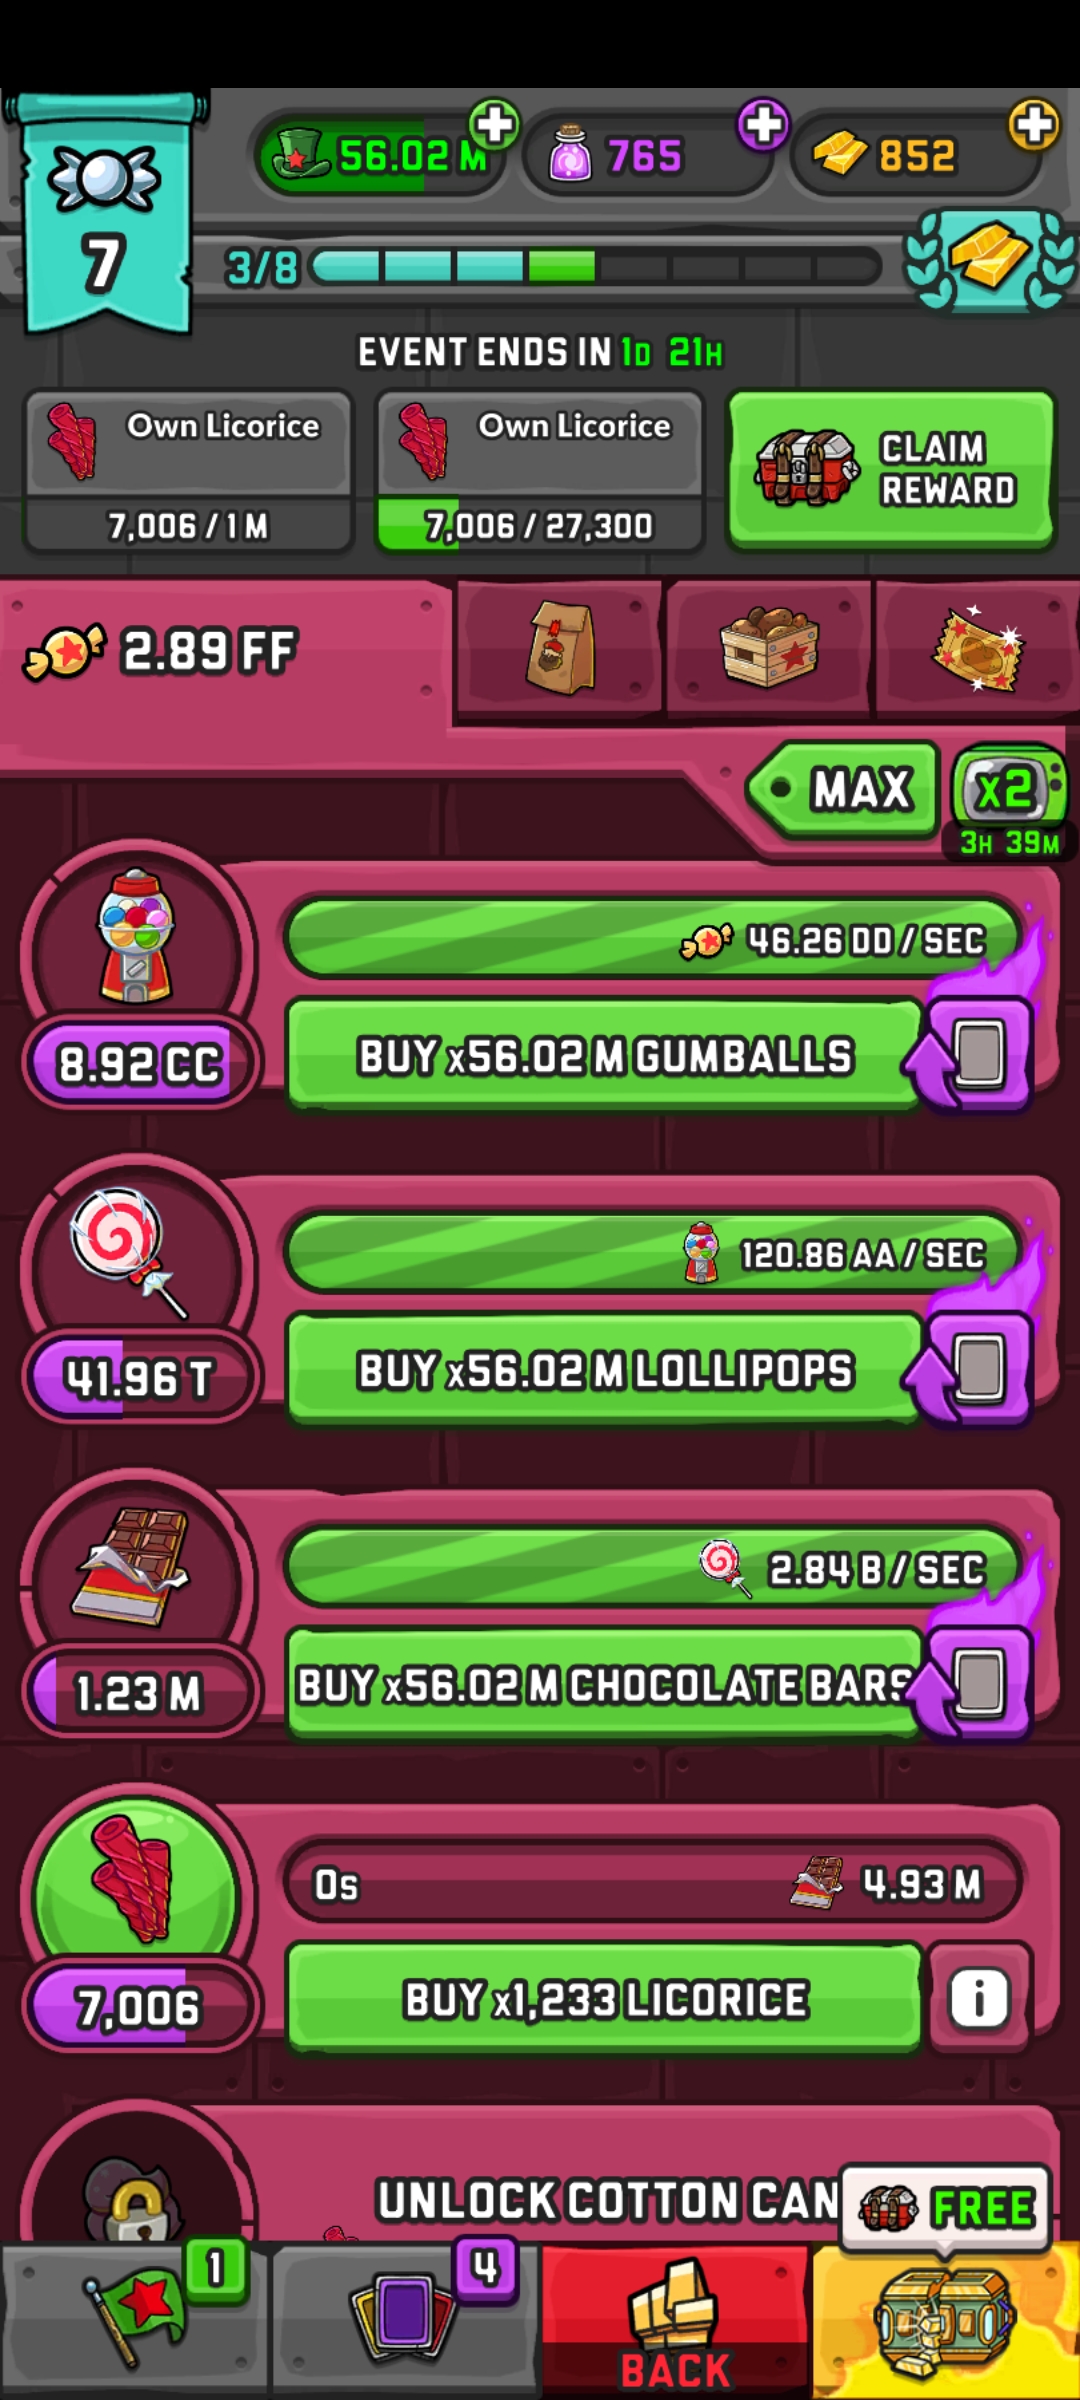 7
56.02 M
765
852
3/8
EVENT ENDS IN 1D 21H
Own Licorice
7,006 / 1 M
Own Licorice
7,006 / 27,300
CLAIM
REWARD
2.89 FF
MAX
x2
3H 39M
46.26 DD / SEC
8.92 CC
BUY x56.02 M GUMBALLS
120.86 AA / SEC
41.96 T
BUY x56.02 M LOLLIPOPS
2.84 B / SEC
1.23 M
BUY x56.02 M CHOCOLATE BARS
0s
4.93 M
7,006
BUY x1,233 LICORICE
i
UNLOCK COTTON CAN
FREE
1
4
BACK